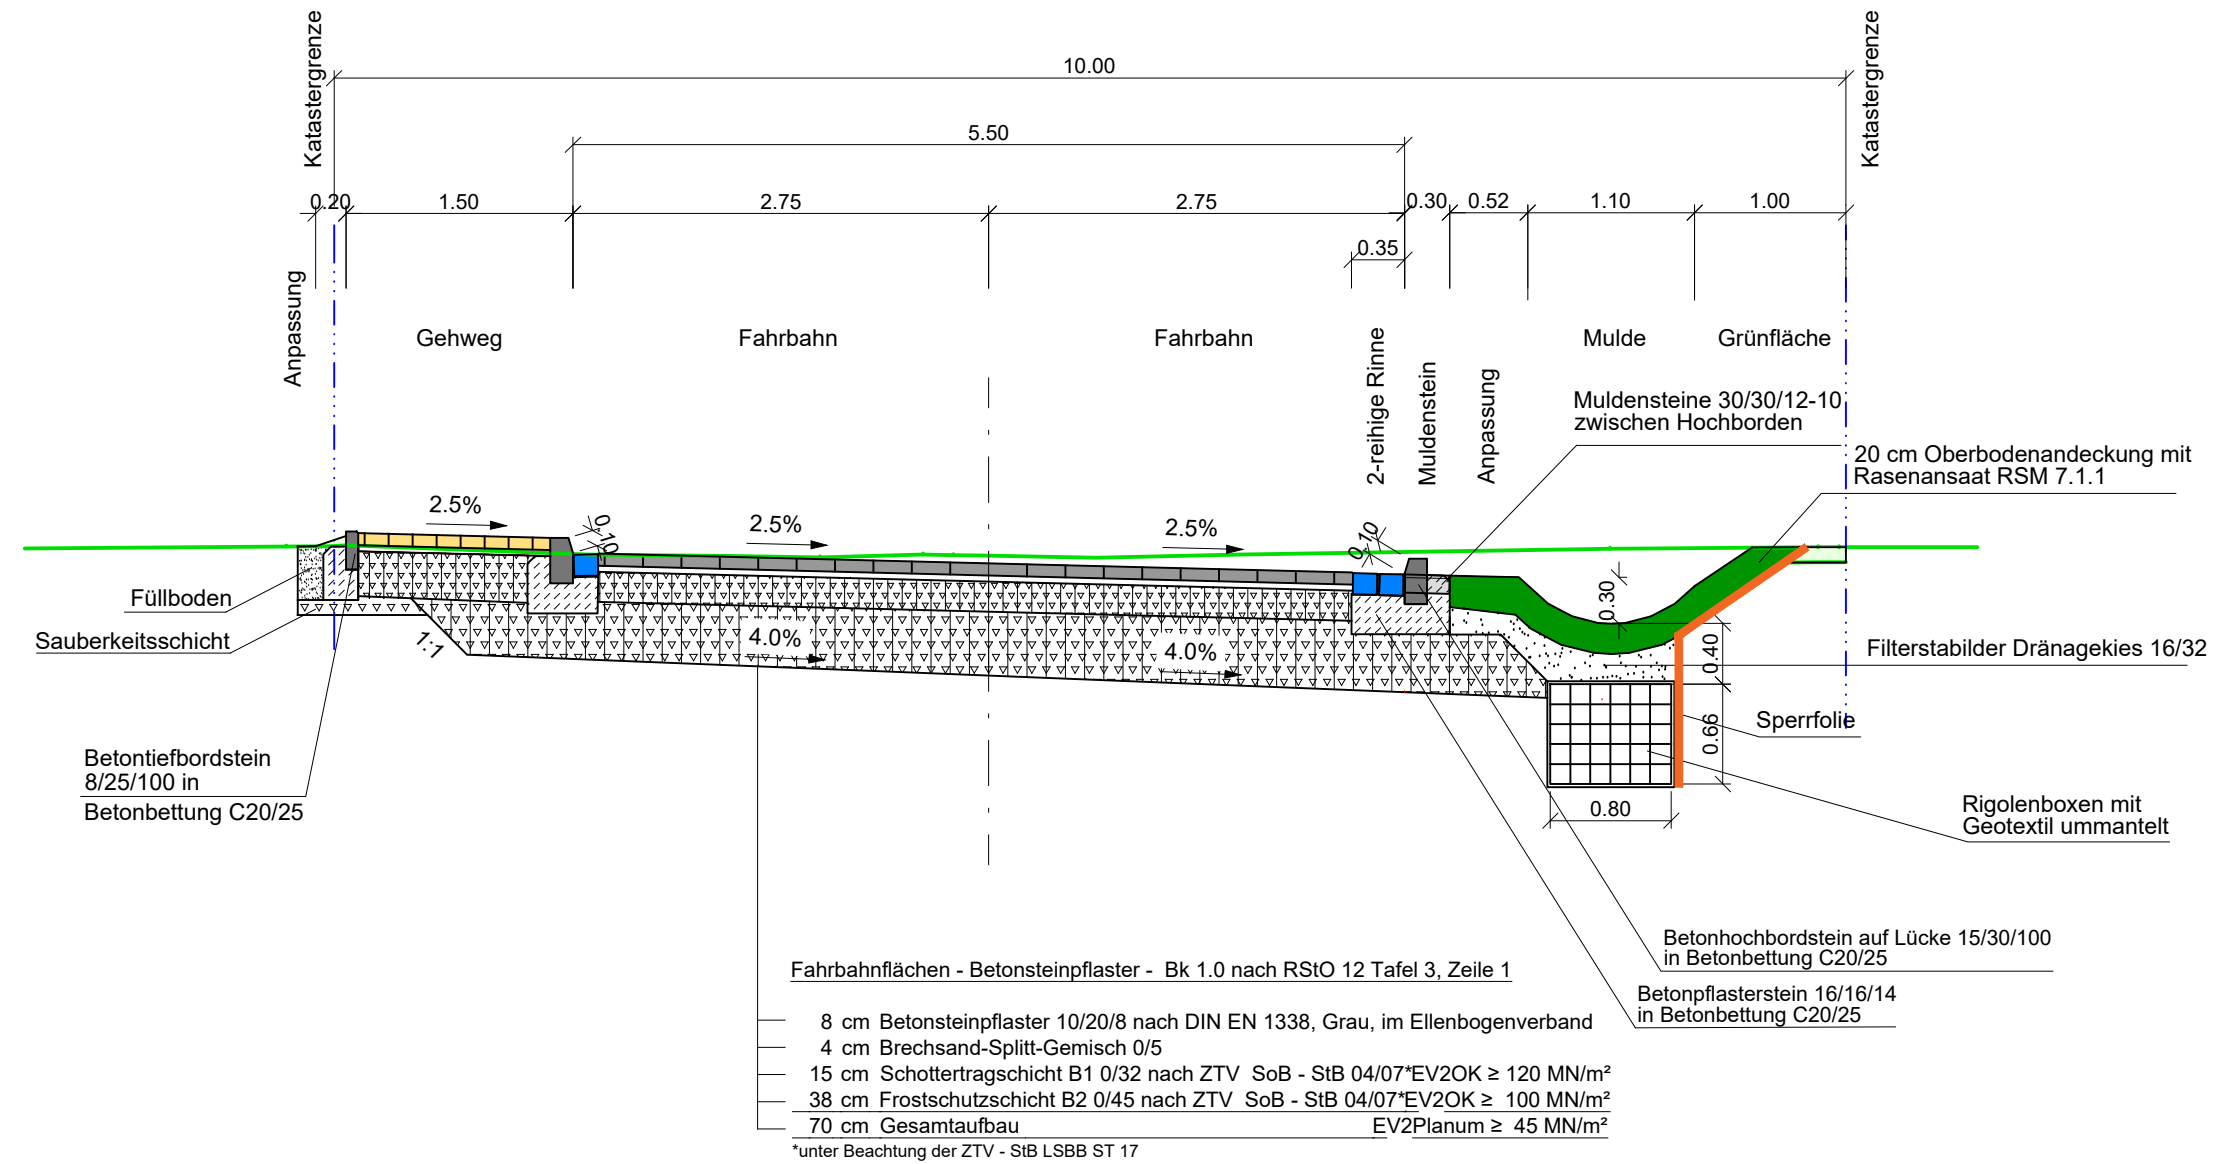 Katastergrenze
Katastergrenze
10.00
5.50
0.20
1.50
2.75
2.75
0.30
0.52
1.10
1.00
0.35
Anpassung
Gehweg
Fahrbahn
Fahrbahn
2-reihige Rinne
Muldenstein
Anpassung
Mulde
Grünfläche
Muldensteine 30/30/12-10
zwischen Hochborden
20 cm Oberbodenandeckung mit
Rasenansaat RSM 7.1.1
2.5%
0.10
2.5%
2.5%
0.10
0.30
Füllboden
Sauberkeitsschicht
1:1
4.0%
4.0%
0.40
Filterstabilder Dränagekies 16/32
0.66
Sperrfolie
Betontiefbordstein
8/25/100 in
Betonbettung C20/25
0.80
Rigolenboxen mit
Geotextil ummantelt
Betonhochbordstein auf Lücke 15/30/100
in Betonbettung C20/25
Betonpflasterstein 16/16/14
in Betonbettung C20/25
Fahrbahnflächen - Betonsteinpflaster - Bk 1.0 nach RStO 12 Tafel 3, Zeile 1
8 cm Betonsteinpflaster 10/20/8 nach DIN EN 1338, Grau, im Ellenbogenverband
4 cm Brechsand-Splitt-Gemisch 0/5
15 cm Schottertragschicht B1 0/32 nach ZTV SoB - StB 04/07*EV2OK ≥ 120 MN/m²
38 cm Frostschutzschicht B2 0/45 nach ZTV SoB - StB 04/07*EV2OK ≥ 100 MN/m²
70 cm Gesamtaufbau EV2Planum ≥ 45 MN/m²
*unter Beachtung der ZTV - StB LSBB ST 17